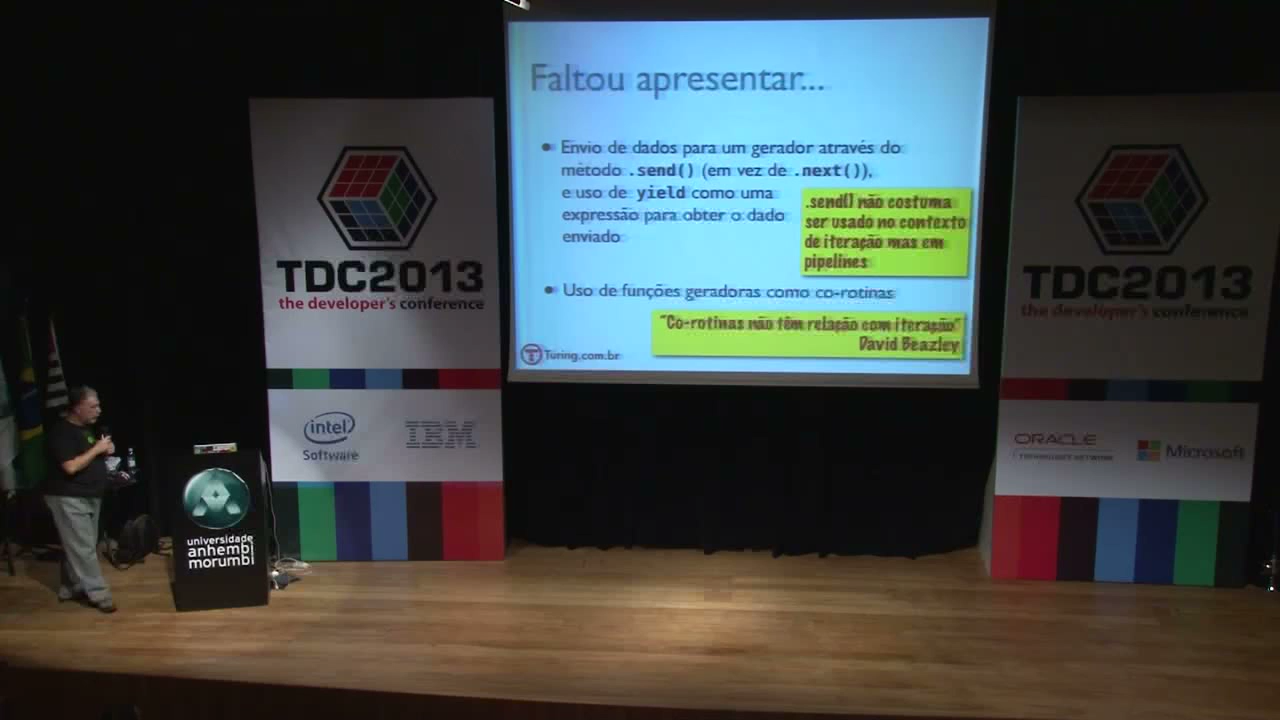 Faltou apresentar...
• Envio de dados para um gerador através do
método .send() (em vez de .next()),
e uso de yield como uma
expressão para obter o dado
enviado
.send() não costuma
ser usado no contexto
de iteração mas em
pipelines
• Uso de funções geradoras como co-rotinas
"Co-rotinas não têm relação com iteração"
David Beazley
Turing.com.br
TDC2013
the developer's conference
intel
Software
IBM
TDC2013
the developer's conference
ORACLE
TECHNOLOGY NETWORK
Microsoft
universidade
anhembi
morumbi